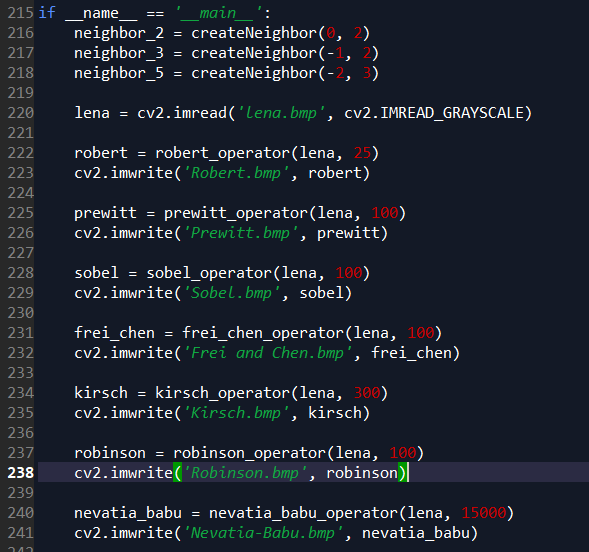 215 if __name__ == '__main__':
216     neighbor_2 = createNeighbor(0, 2)
217     neighbor_3 = createNeighbor(-1, 2)
218     neighbor_5 = createNeighbor(-2, 3)
219
220     lena = cv2.imread('lena.bmp', cv2.IMREAD_GRAYSCALE)
221
222     robert = robert_operator(lena, 25)
223     cv2.imwrite('Robert.bmp', robert)
224
225     prewitt = prewitt_operator(lena, 100)
226     cv2.imwrite('Prewitt.bmp', prewitt)
227
228     sobel = sobel_operator(lena, 100)
229     cv2.imwrite('Sobel.bmp', sobel)
230
231     frei_chen = frei_chen_operator(lena, 100)
232     cv2.imwrite('Frei and Chen.bmp', frei_chen)
233
234     kirsch = kirsch_operator(lena, 300)
235     cv2.imwrite('Kirsch.bmp', kirsch)
236
237     robinson = robinson_operator(lena, 100)
238     cv2.imwrite('Robinson.bmp', robinson)
239
240     nevatia_babu = nevatia_babu_operator(lena, 15000)
241     cv2.imwrite('Nevatia-Babu.bmp', nevatia_babu)